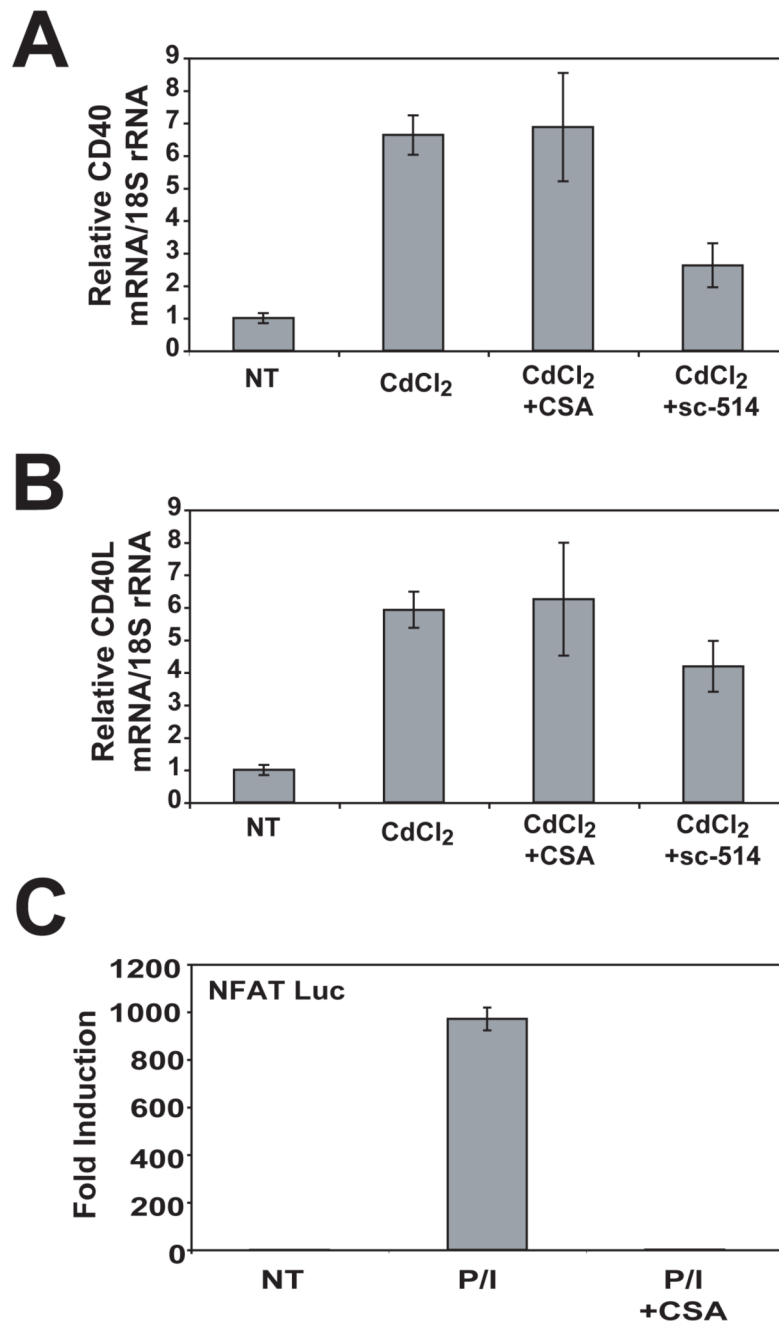 A
Relative CD40
mRNA/18S rRNA
9
8
7
6
5
4
3
2
1
0
NT
CdCl₂
CdCl₂
+CSA
CdCl₂
+sc-514
B
Relative CD40L
mRNA/18S rRNA
9
8
7
6
5
4
3
2
1
0
NT
CdCl₂
CdCl₂
+CSA
CdCl₂
+sc-514
C
NFAT Luc
Fold Induction
1200
1000
800
600
400
200
0
NT
P/I
P/I
+CSA